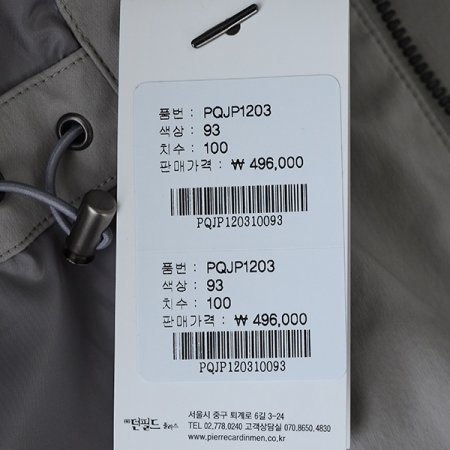 품번 : PQJP1203
색상 : 93
치수 : 100
판매가격 : ₩ 496,000
PQJP120310093
품번 : PQJP1203
색상 : 93
치수 : 100
판매가격 : ₩ 496,000
PQJP120310093
㈜던필드 플러스
서울시 중구 퇴계로 6길 3-24
TEL 02.778.0240 고객상담실 070.8650.4830
www.pierrecardinmen.co.kr